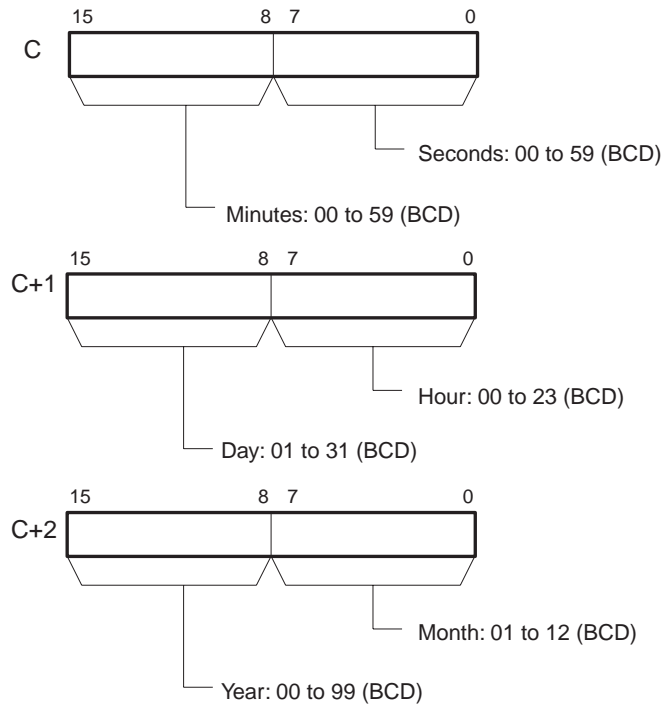 15 8 7 0
C
Seconds: 00 to 59 (BCD)
Minutes: 00 to 59 (BCD)
15 8 7 0
C+1
Hour: 00 to 23 (BCD)
Day: 01 to 31 (BCD)
15 8 7 0
C+2
Month: 01 to 12 (BCD)
Year: 00 to 99 (BCD)